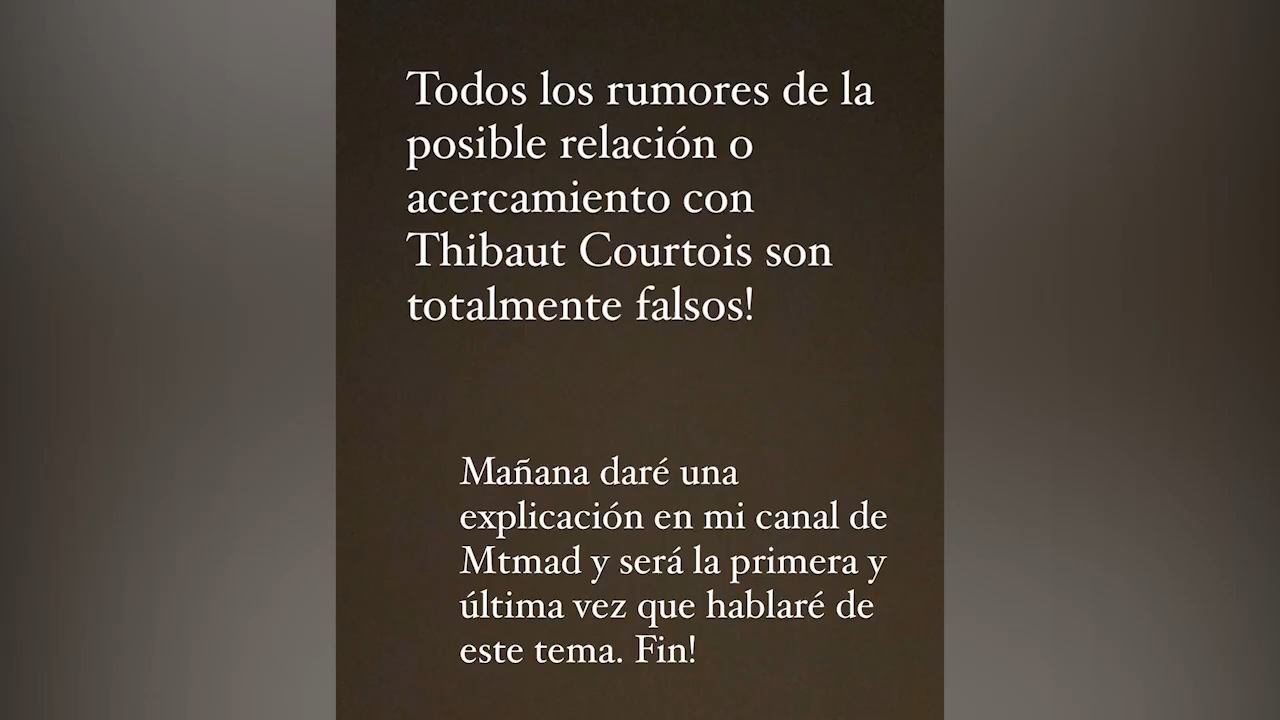 Todos los rumores de la
posible relación o
acercamiento con
Thibaut Courtois son
totalmente falsos!
Mañana daré una
explicación en mi canal de
Mtmad y será la primera y
última vez que hablaré de
este tema. Fin!